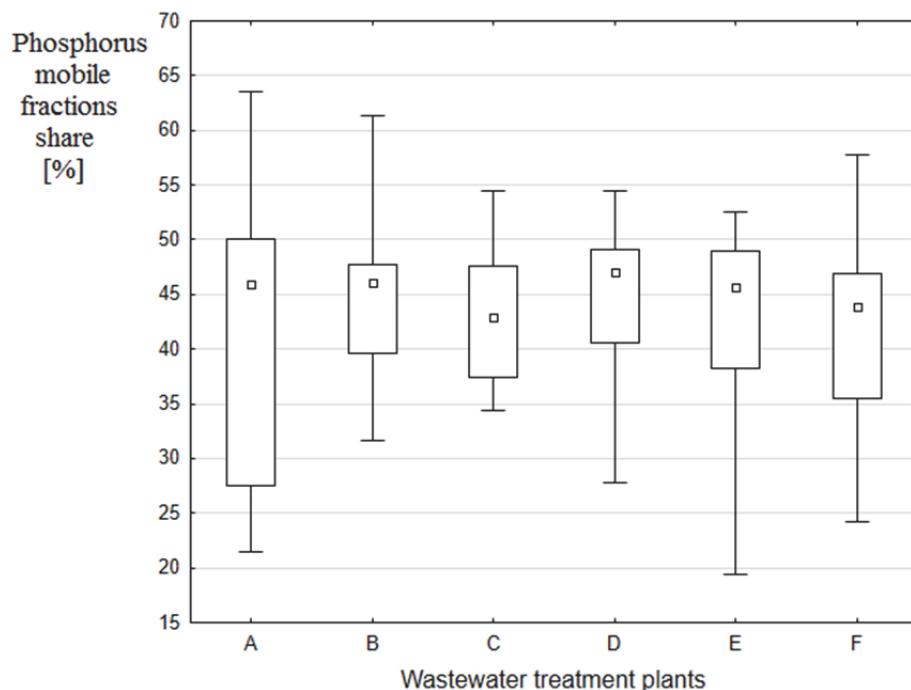 Phosphorus
mobile
fractions
share
[%]
70
65
60
55
50
45
40
35
30
25
20
15
A B C D E F
Wastewater treatment plants